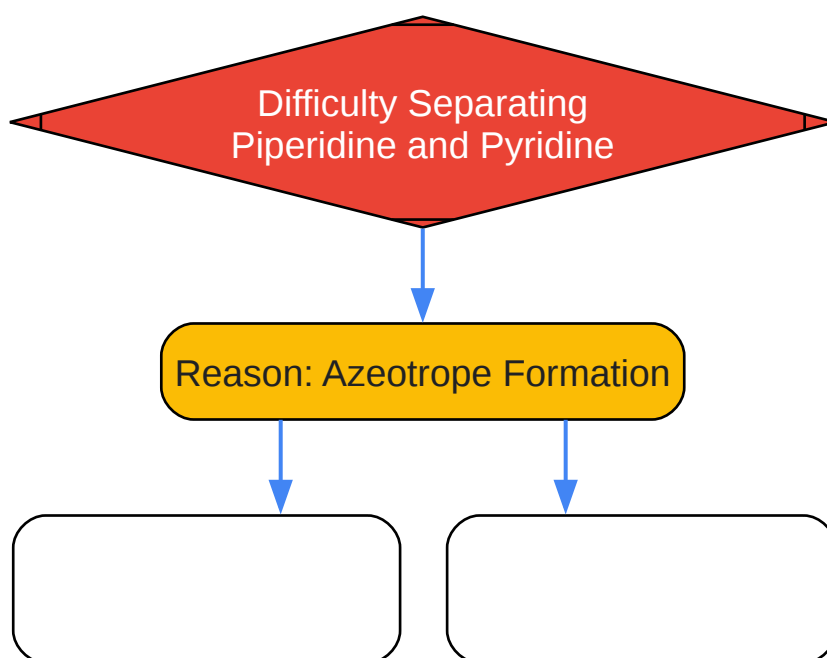 Difficulty Separating
Piperidine and Pyridine
Reason: Azeotrope Formation